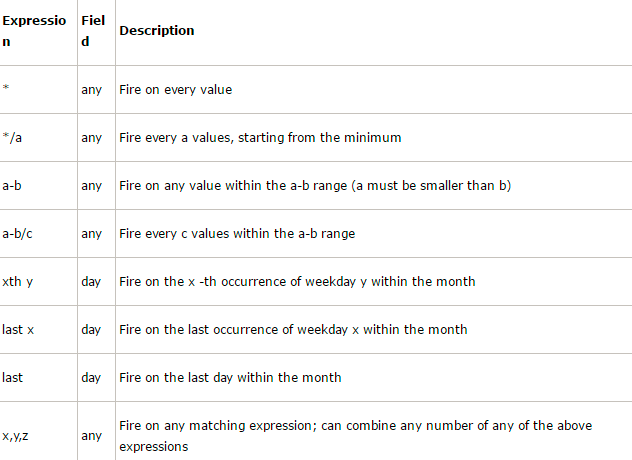 Expressio Fiel Description
n d
* any Fire on every value
*/a any Fire every a values, starting from the minimum
a-b any Fire on any value within the a-b range (a must be smaller than b)
a-b/c any Fire every c values within the a-b range
xth y day Fire on the x -th occurrence of weekday y within the month
last x day Fire on the last occurrence of weekday x within the month
last day Fire on the last day within the month
x,y,z any Fire on any matching expression; can combine any number of any of the above
expressions